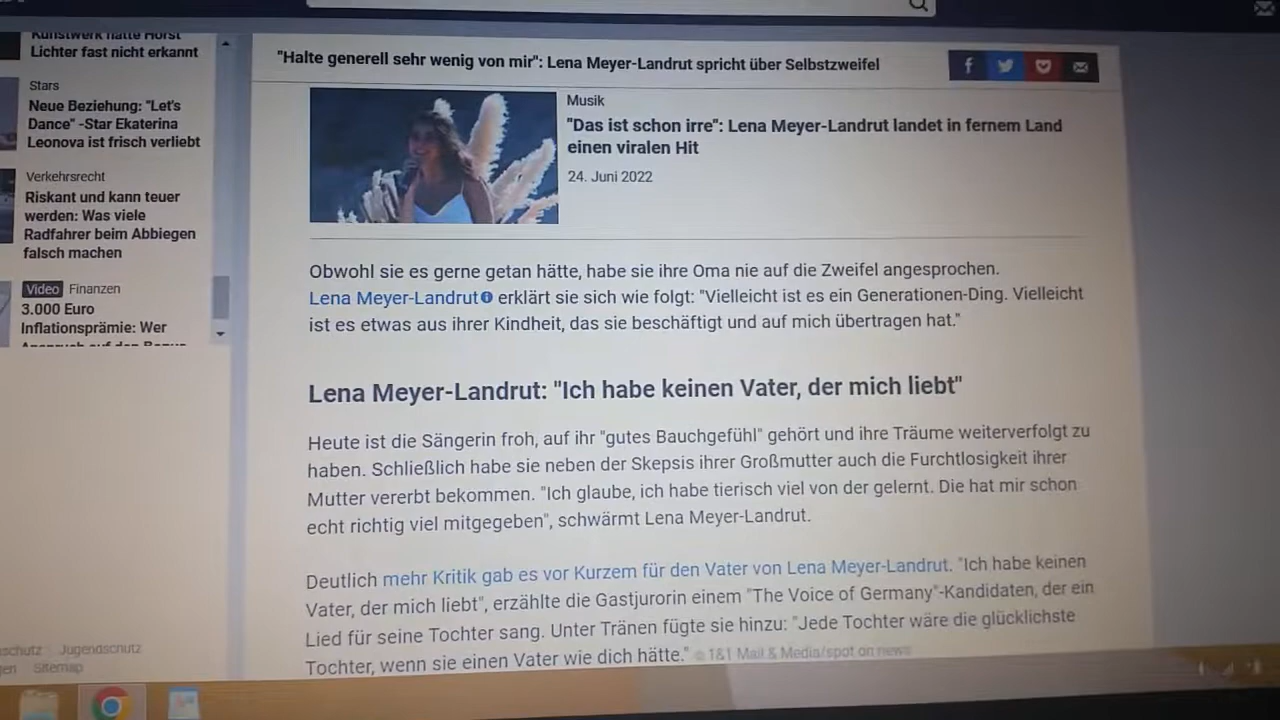 Kunstwerk hätte Horst
Lichter fast nicht erkannt
Stars
Neue Beziehung: "Let's
Dance" -Star Ekaterina
Leonova ist frisch verliebt
Verkehrsrecht
Riskant und kann teuer
werden: Was viele
Radfahrer beim Abbiegen
falsch machen
Video Finanzen
3.000 Euro
Inflationsprämie: Wer
Anspruch auf den Bonus
schutz Jugendschutz
gen Sitemap
"Halte generell sehr wenig von mir": Lena Meyer-Landrut spricht über Selbstzweifel
Musik
"Das ist schon irre": Lena Meyer-Landrut landet in fernem Land
einen viralen Hit
24. Juni 2022
Obwohl sie es gerne getan hätte, habe sie ihre Oma nie auf die Zweifel angesprochen.
Lena Meyer-Landrut erklärt sie sich wie folgt: "Vielleicht ist es ein Generationen-Ding. Vielleicht
ist es etwas aus ihrer Kindheit, das sie beschäftigt und auf mich übertragen hat."
Lena Meyer-Landrut: "Ich habe keinen Vater, der mich liebt"
Heute ist die Sängerin froh, auf ihr "gutes Bauchgefühl" gehört und ihre Träume weiterverfolgt zu
haben. Schließlich habe sie neben der Skepsis ihrer Großmutter auch die Furchtlosigkeit ihrer
Mutter vererbt bekommen. "Ich glaube, ich habe tierisch viel von der gelernt. Die hat mir schon
echt richtig viel mitgegeben", schwärmt Lena Meyer-Landrut.
Deutlich mehr Kritik gab es vor Kurzem für den Vater von Lena Meyer-Landrut. "Ich habe keinen
Vater, der mich liebt", erzählte die Gastjurorin einem "The Voice of Germany"-Kandidaten, der ein
Lied für seine Tochter sang. Unter Tränen fügte sie hinzu: "Jede Tochter wäre die glücklichste
Tochter, wenn sie einen Vater wie dich hätte." © 1&1 Mail & Media/spot on news